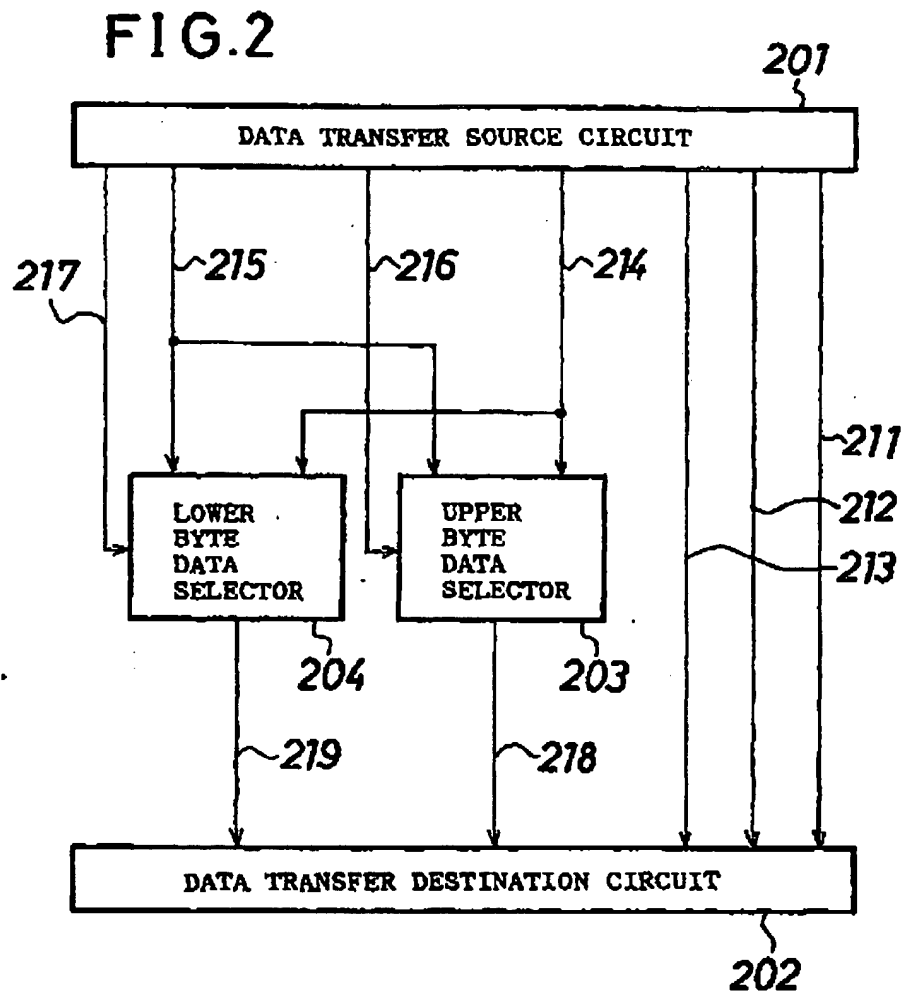 FIG.2
201
DATA TRANSFER SOURCE CIRCUIT
217
215
216
214
211
212
213
LOWER
BYTE
DATA
SELECTOR
UPPER
BYTE
DATA
SELECTOR
204
203
219
218
DATA TRANSFER DESTINATION CIRCUIT
202